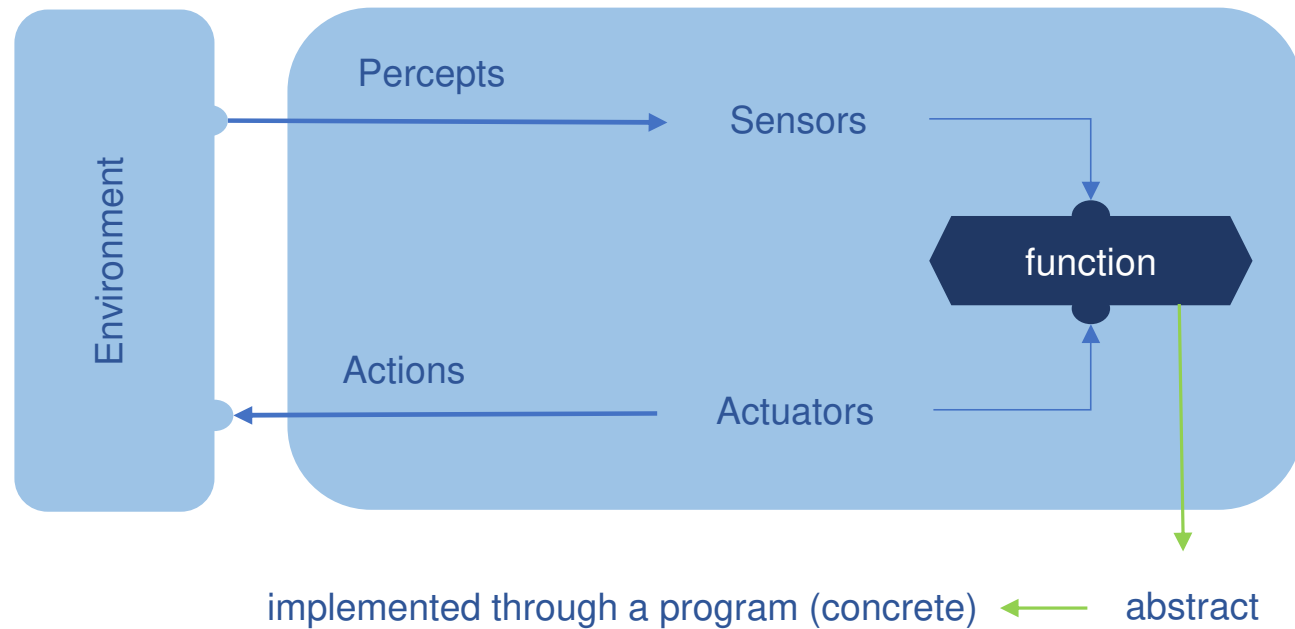 Percepts
Sensors
Environment
function
Actions
Actuators
implemented through a program (concrete)
abstract